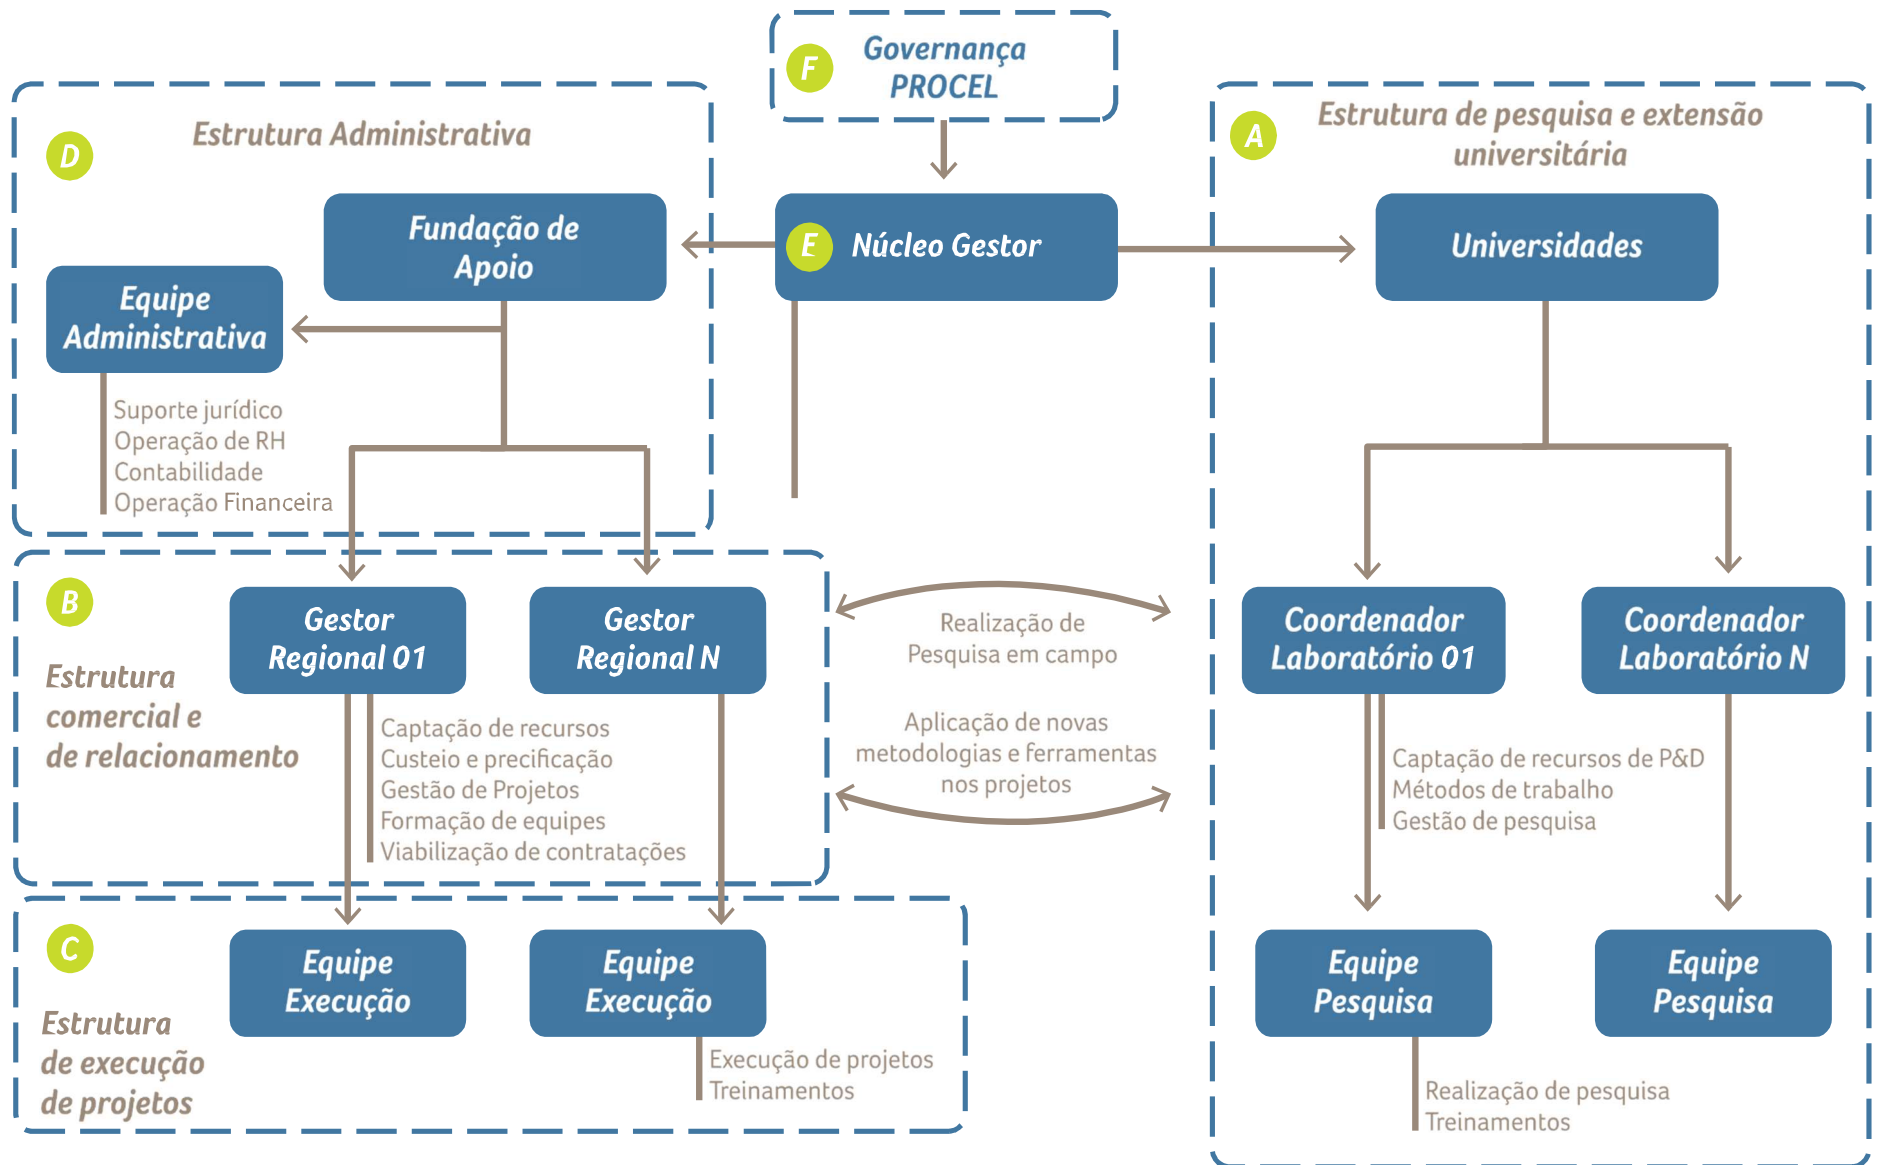 F
Governança
PROCEL
D
Estrutura Administrativa
Fundação de
Apoio
Equipe
Administrativa
Suporte jurídico
Operação de RH
Contabilidade
Operação Financeira
E
Núcleo Gestor
A
Estrutura de pesquisa e extensão
universitária
Universidades
B
Estrutura
comercial e
de relacionamento
Gestor
Regional 01
Gestor
Regional N
Captação de recursos
Custeio e precificação
Gestão de Projetos
Formação de equipes
Viabilização de contratações
Realização de
Pesquisa em campo
Aplicação de novas
metodologias e ferramentas
nos projetos
Coordenador
Laboratório 01
Coordenador
Laboratório N
Captação de recursos de P&D
Métodos de trabalho
Gestão de pesquisa
C
Estrutura
de execução
de projetos
Equipe
Execução
Equipe
Execução
Execução de projetos
Treinamentos
Equipe
Pesquisa
Equipe
Pesquisa
Realização de pesquisa
Treinamentos